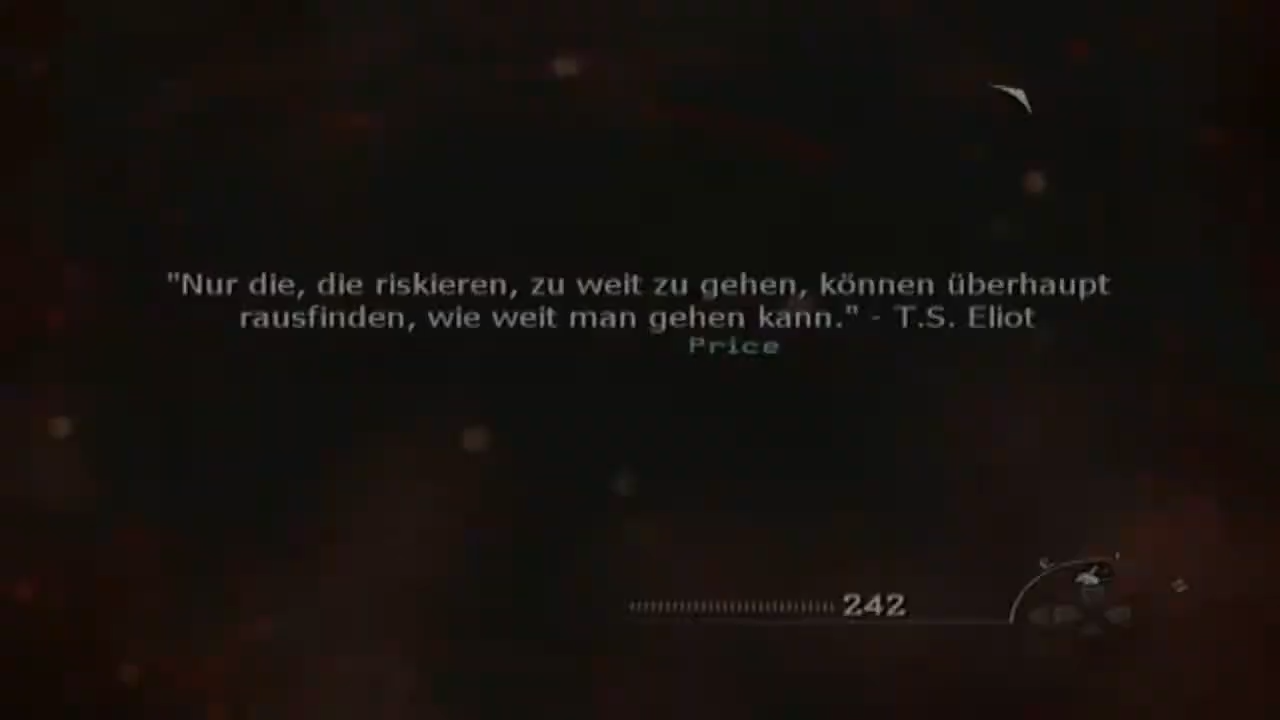 "Nur die, die riskieren, zu weit zu gehen, können überhaupt
rausfinden, wie weit man gehen kann." - T.S. Eliot
Price
242